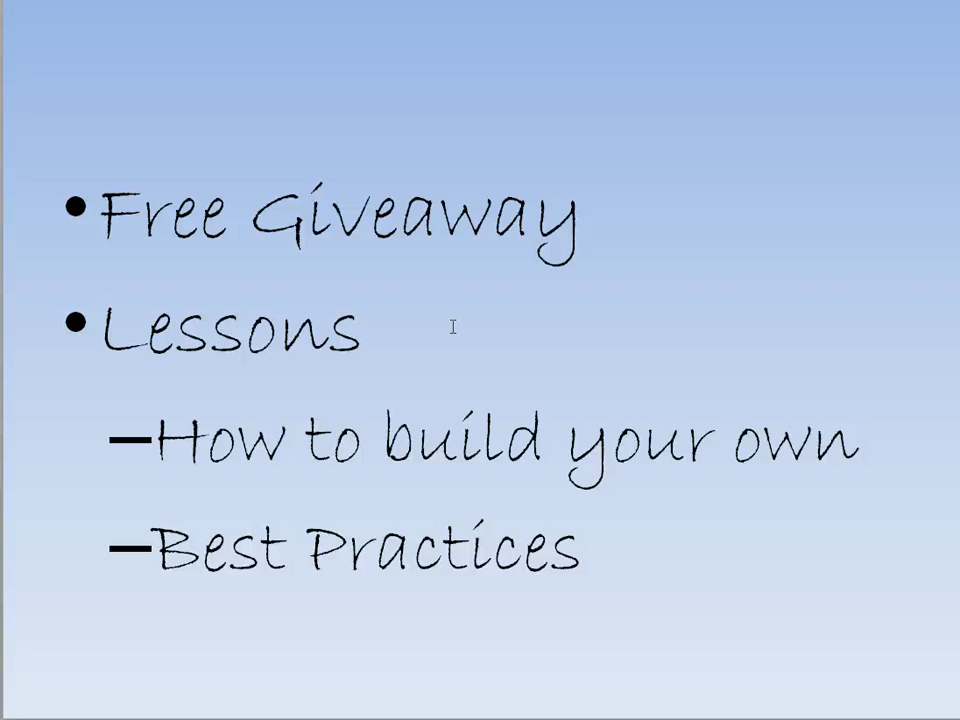 •Free Giveaway
•Lessons
–How to build your own
–Best Practices